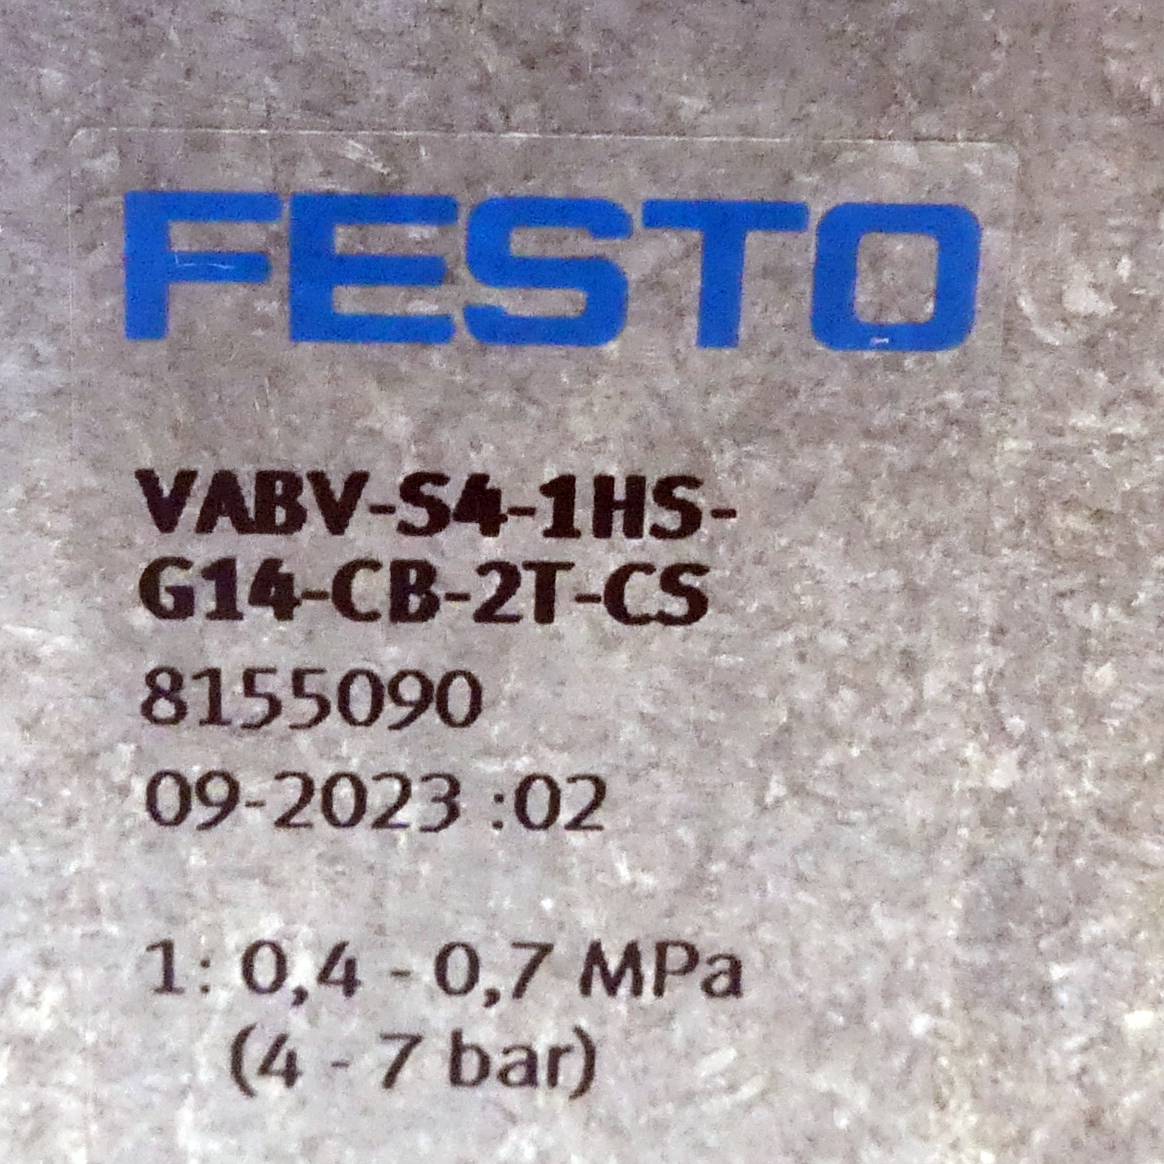 FESTO
VABV-S4-1HS-
G14-CB-2T-CS
8155090
09-2023 :02
1: 0,4 - 0,7 MPa
(4 - 7 bar)